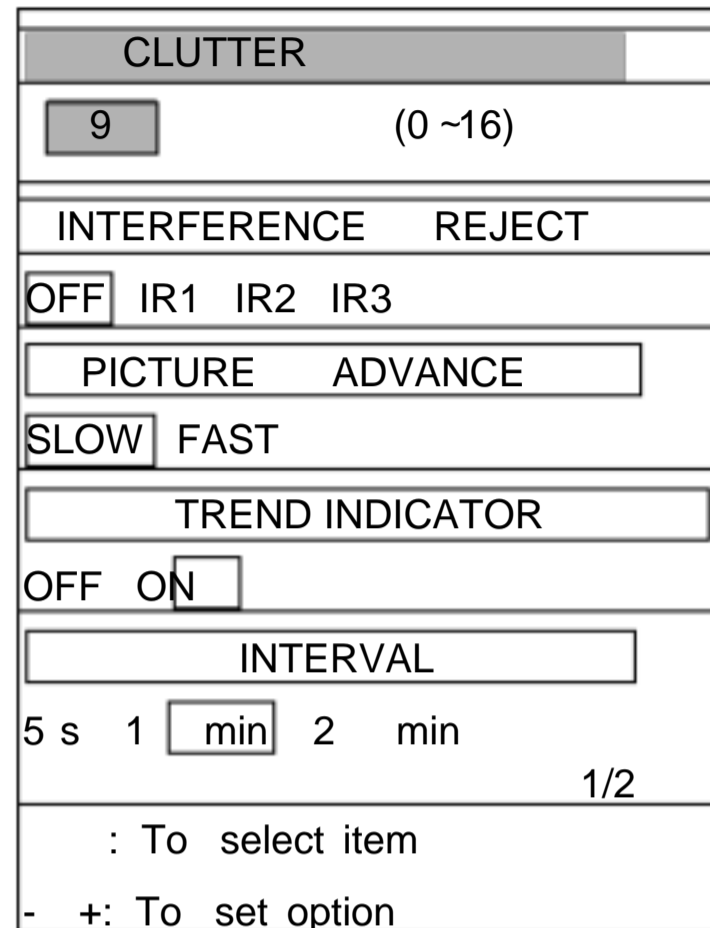 CLUTTER
9 (0 ~16)
INTERFERENCE REJECT
OFF IR1 IR2 IR3
PICTURE ADVANCE
SLOW FAST
TREND INDICATOR
OFF ON
INTERVAL
5 s 1 min 2 min
1/2
: To select item
- +: To set option